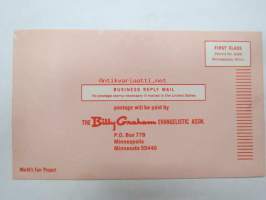 FIRST CLASS
Permit No.
Minneapolis, Minn.
Antikvariaatti.net
BUSINESS REPLY MAIL
No postage stamp necessary if mailed in the United States
postage will be paid by
THE Billy Graham EVANGELISTIC ASSN.
P.O. Box 779
Minneapolis
Minnesota 55440
World's Fair Project